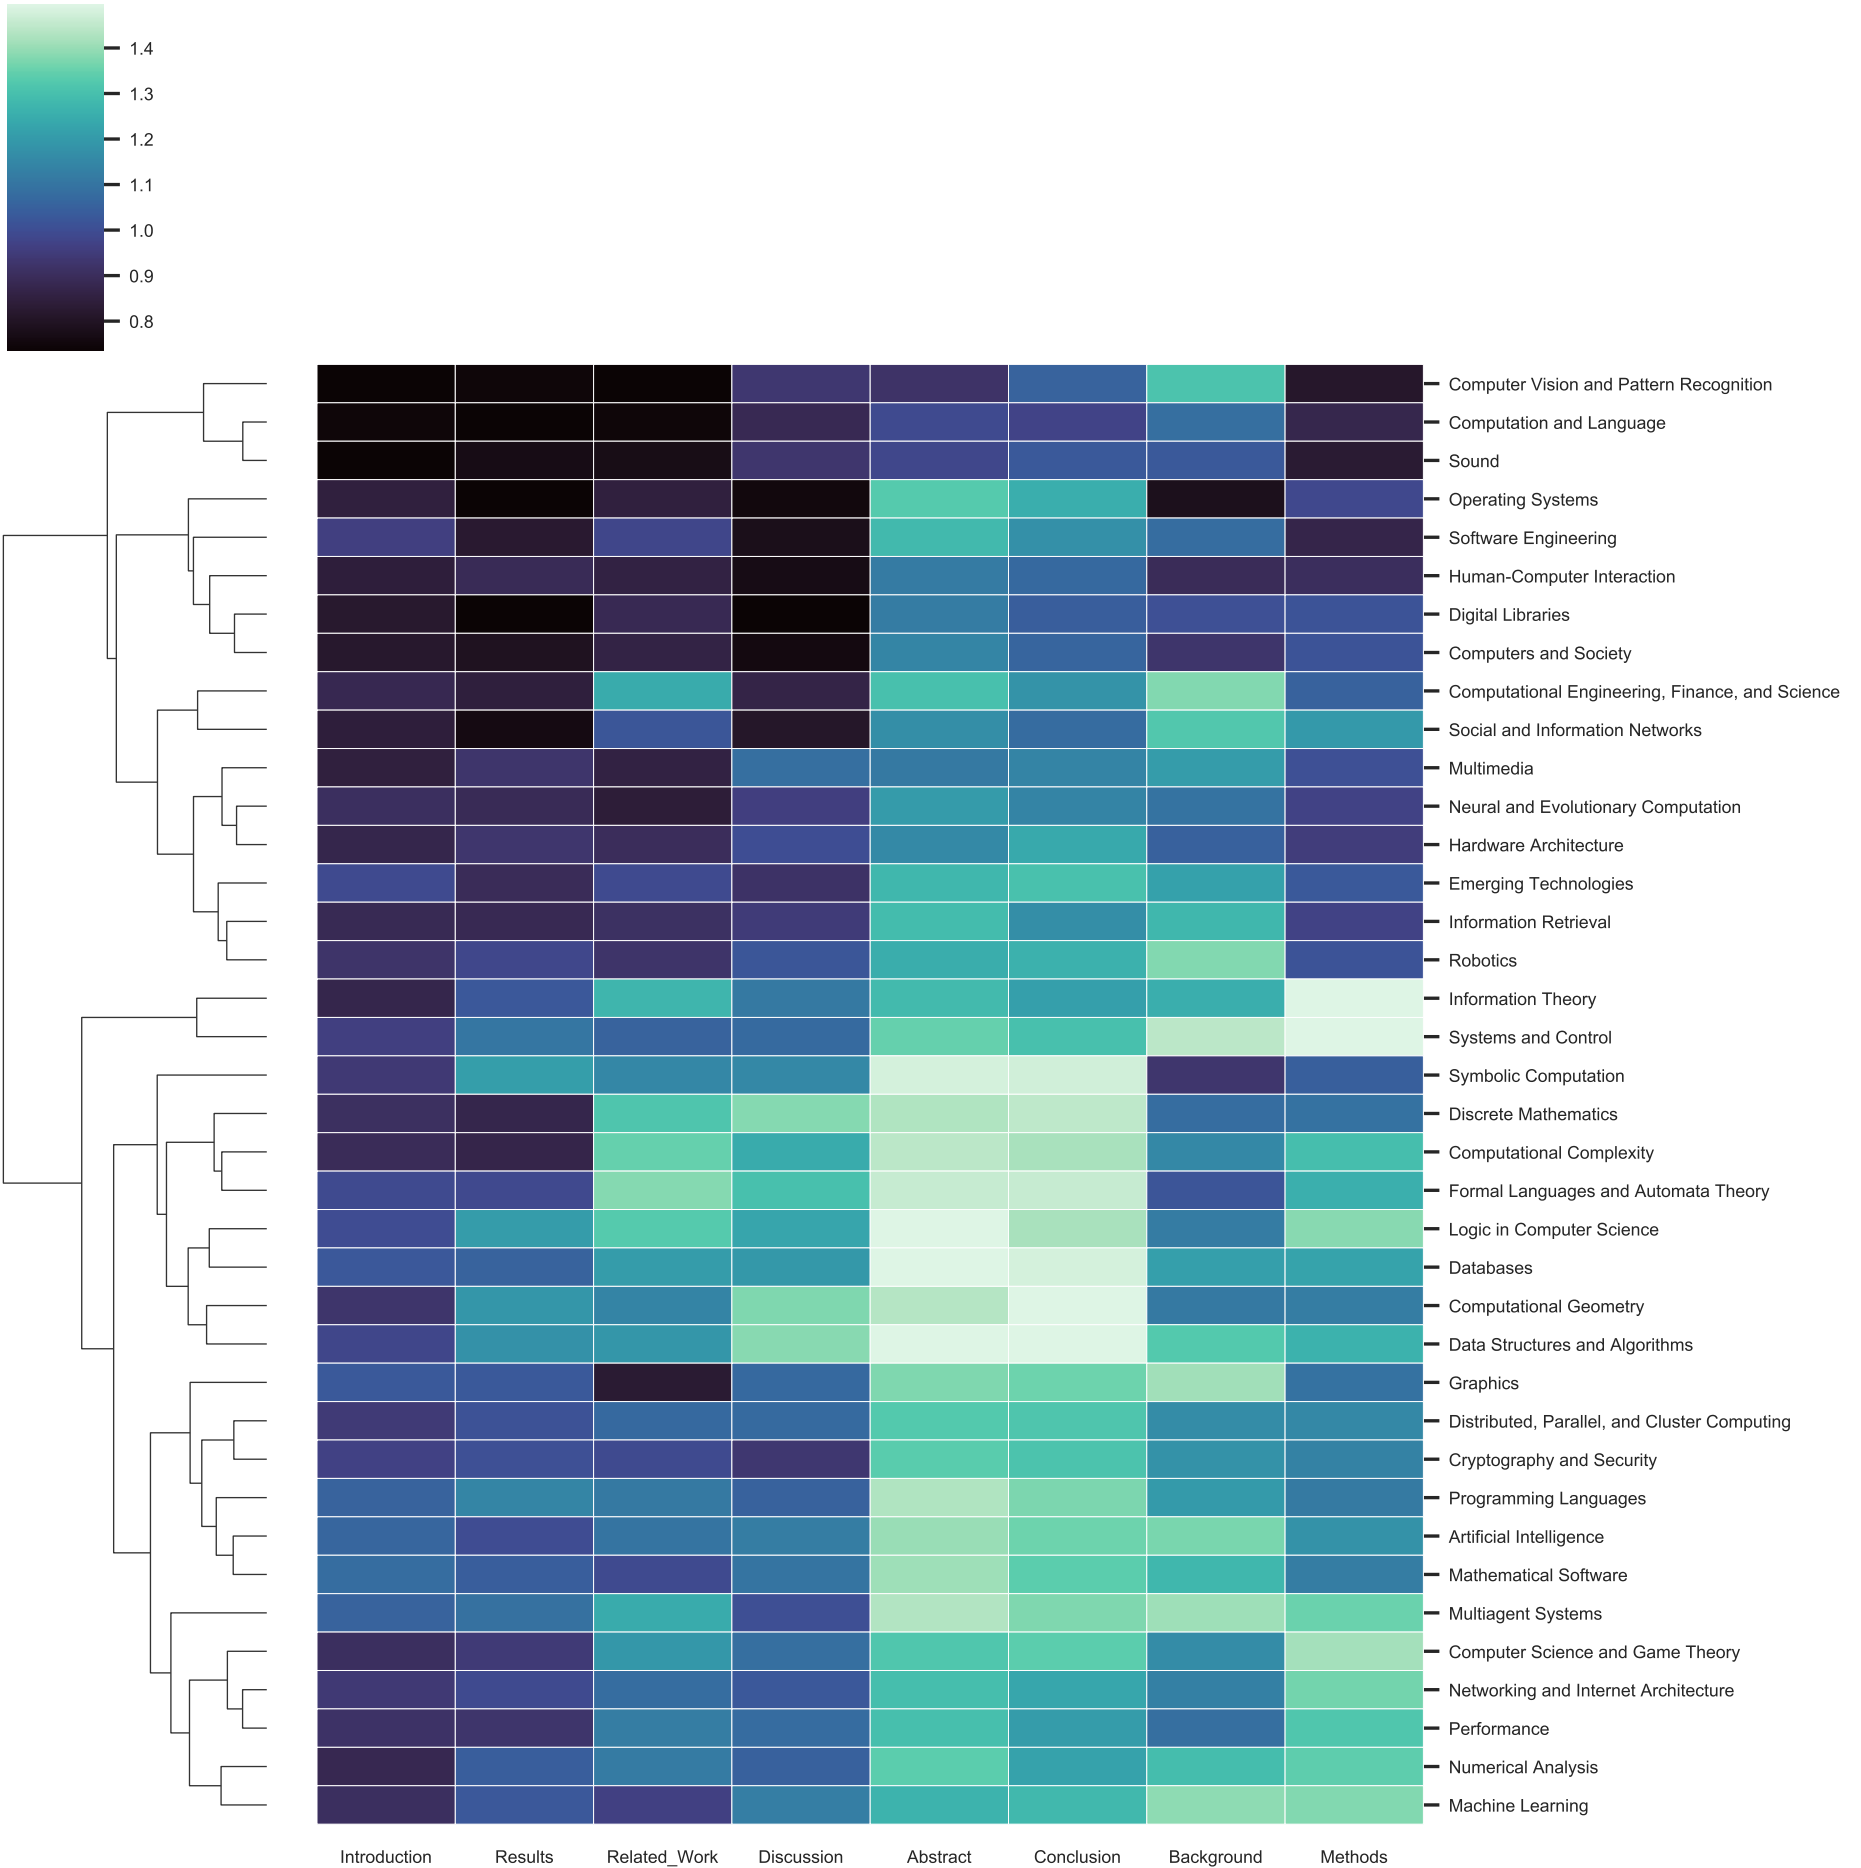 1.4
1.3
1.2
1.1
1.0
0.9
0.8
Computer Vision and Pattern Recognition
Computation and Language
Sound
Operating Systems
Software Engineering
Human-Computer Interaction
Digital Libraries
Computers and Society
Computational Engineering, Finance, and Science
Social and Information Networks
Multimedia
Neural and Evolutionary Computation
Hardware Architecture
Emerging Technologies
Information Retrieval
Robotics
Information Theory
Systems and Control
Symbolic Computation
Discrete Mathematics
Computational Complexity
Formal Languages and Automata Theory
Logic in Computer Science
Databases
Computational Geometry
Data Structures and Algorithms
Graphics
Distributed, Parallel, and Cluster Computing
Cryptography and Security
Programming Languages
Artificial Intelligence
Mathematical Software
Multiagent Systems
Computer Science and Game Theory
Networking and Internet Architecture
Performance
Numerical Analysis
Machine Learning
Introduction Results Related_Work Discussion Abstract Conclusion Background Methods